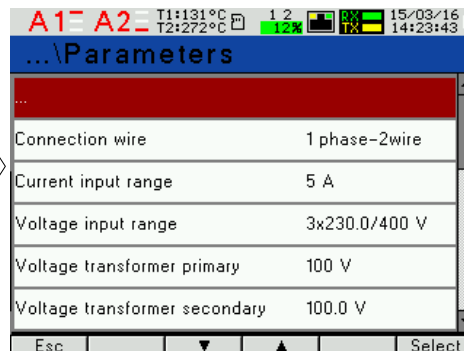 A1 A2 T1:131°C 1 2 RX 15/03/16
T2:272°C 12% TX 14:23:43
...\Parameters
...
Connection wire 1 phase-2wire
Current input range 5 A
Voltage input range 3x230.0/400 V
Voltage transformer primary 100 V
Voltage transformer secondary 100.0 V
Esc ▼ ▲ Select